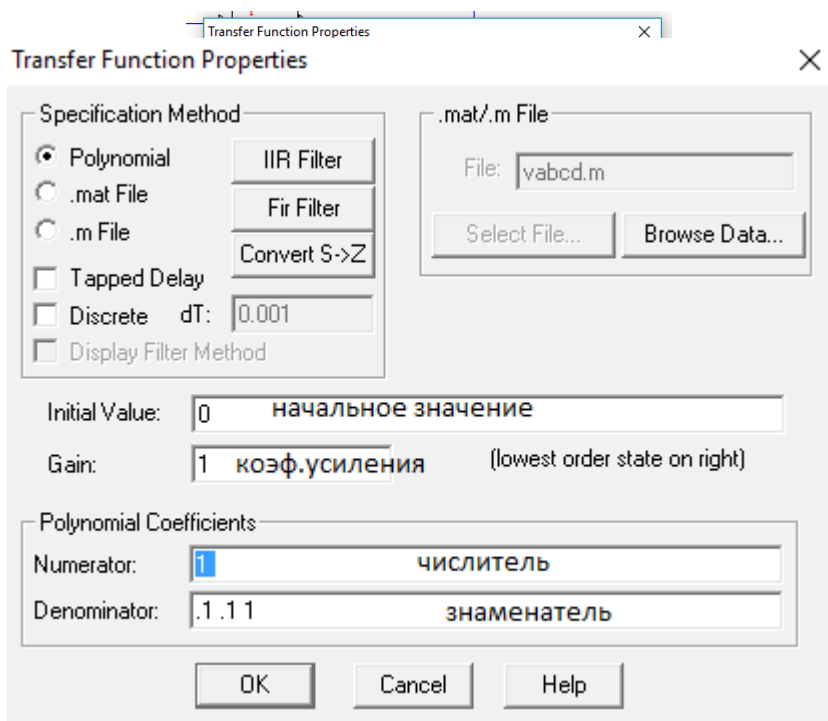 Transfer Function Properties
Transfer Function Properties
Specification Method
Polynomial
.mat File
.m File
IIR Filter
Fir Filter
Convert S->Z
Tapped Delay
Discrete dT: 0.001
Display Filter Method
.mat/.m File
File: vabcd.m
Select File... Browse Data...
Initial Value: 0 начальное значение
Gain: 1 коэф.усиления (lowest order state on right)
Polynomial Coefficients
Numerator: 1 числитель
Denominator: .1 .1 1 знаменатель
OK Cancel Help